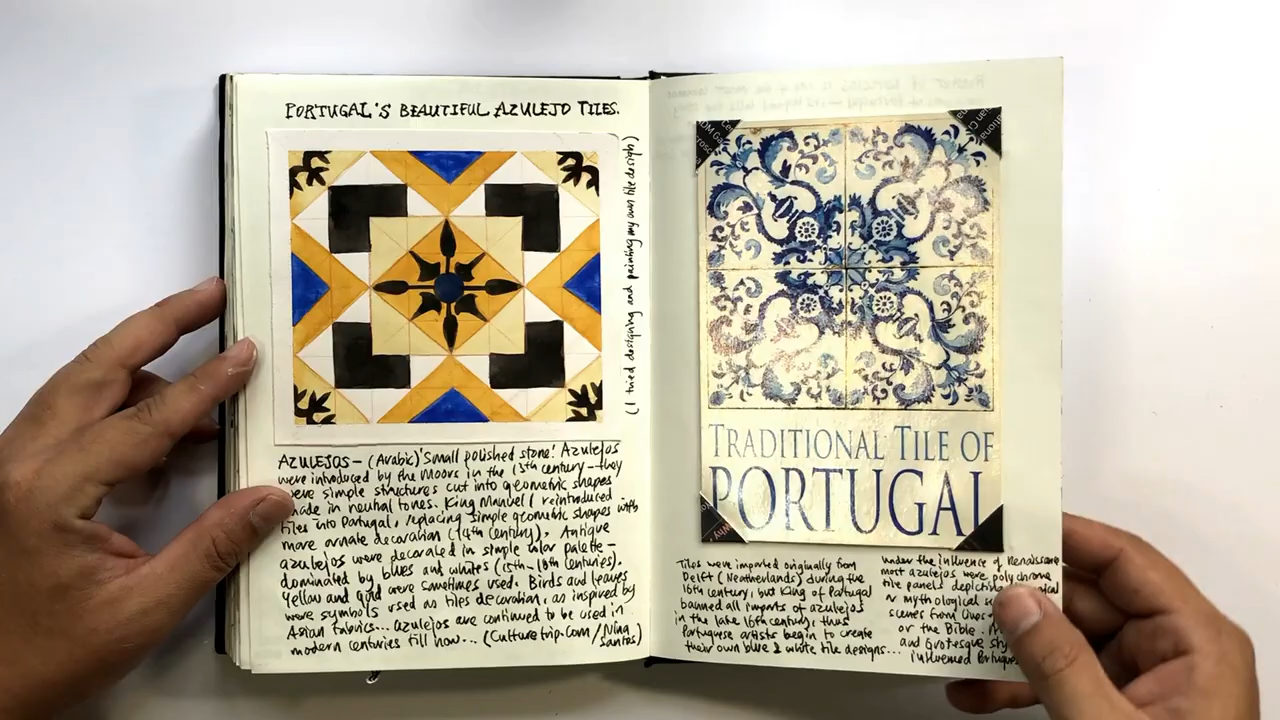 PORTUGAL'S BEAUTIFUL AZULEJO TILES.
(I tried designing and painting my own tile design)
AZULEJOS – (Arabic) 'Small polished stone'. Azulejos
were introduced by the Moors in the 13th century – they
were simple structures cut into geometric shapes
made in neutral tones. King Manuel I reintroduced
tiles into Portugal, replacing simple geometric shapes with
more ornate decoration (14th century). Antique
azulejos were decorated in simple color palette –
dominated by blues and whites (15th – 18th centuries).
Yellow and gold were sometimes used. Birds and leaves
were symbols used as tiles decoration, as inspired by
Asian fabrics... azulejos are continued to be used in
modern centuries till now... (Culturetrip.com/Nina
Santos)
TRADITIONAL TILE OF
PORTUGAL
Tiles were imported originally from
Delft (Neatherlands) during the
16th century, but King of Portugal
banned all imports of azulejos
in the late 16th century, thus
Portuguese artists begin to create
their own blue & white tile designs...
under the influence of Renaissance
most azulejos were polychrome
tile panels depicting
or mythological
scenes from lives of
the Bible.
and grotesque
influenced